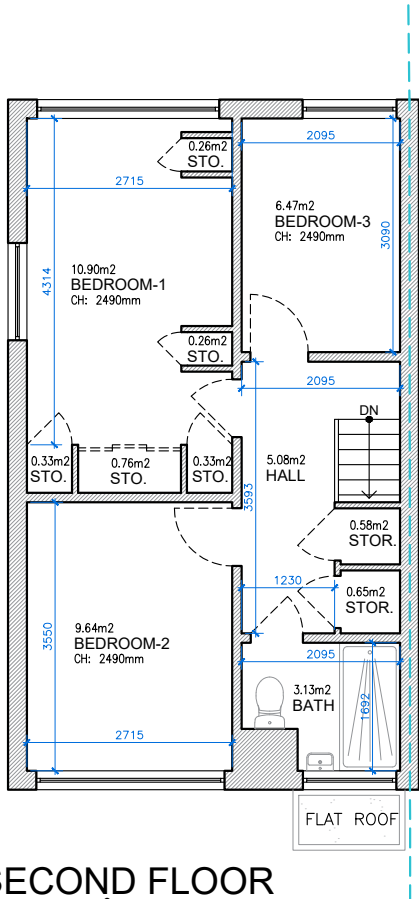 0.26m2
STO.
2715
2095
6.47m2
BEDROOM-3
CH: 2490mm
3090
10.90m2
BEDROOM-1
CH: 2490mm
4314
0.26m2
STO.
2095
DN
0.33m2
STO.
0.76m2
STO.
0.33m2
STO.
5.08m2
HALL
3593
0.58m2
STOR.
1230
0.65m2
STOR.
9.64m2
BEDROOM-2
CH: 2490mm
3550
2095
3.13m2
BATH
1692
2715
FLAT ROOF
SECOND FLOOR